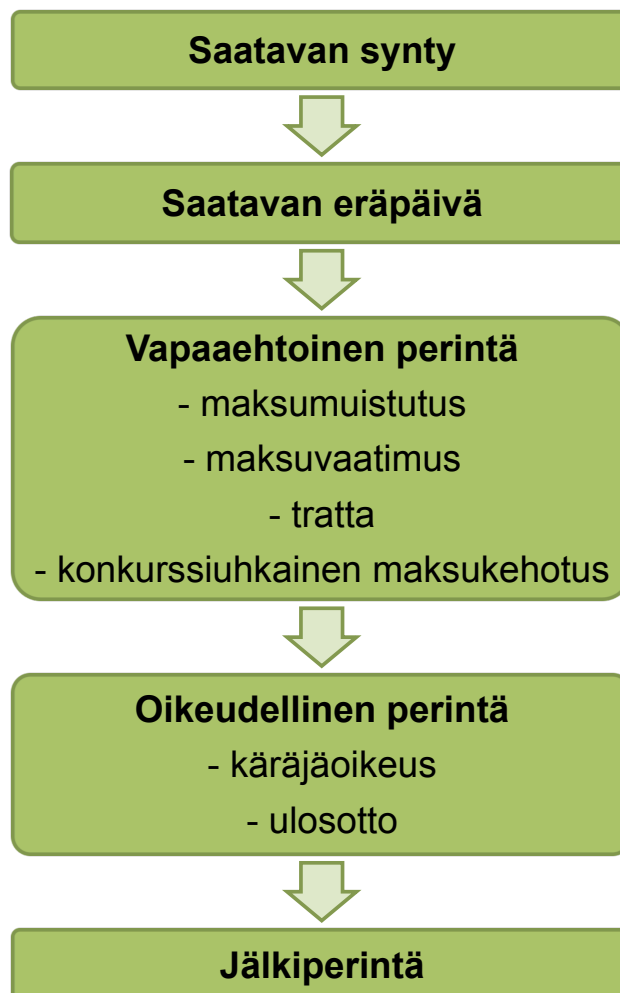 Saatavan synty
Saatavan eräpäivä
Vapaaehtoinen perintä
- maksumuistutus
- maksuvaatimus
- tratta
- konkurssiuhkainen maksukehotus
Oikeudellinen perintä
- käräjäoikeus
- ulosotto
Jälkiperintä